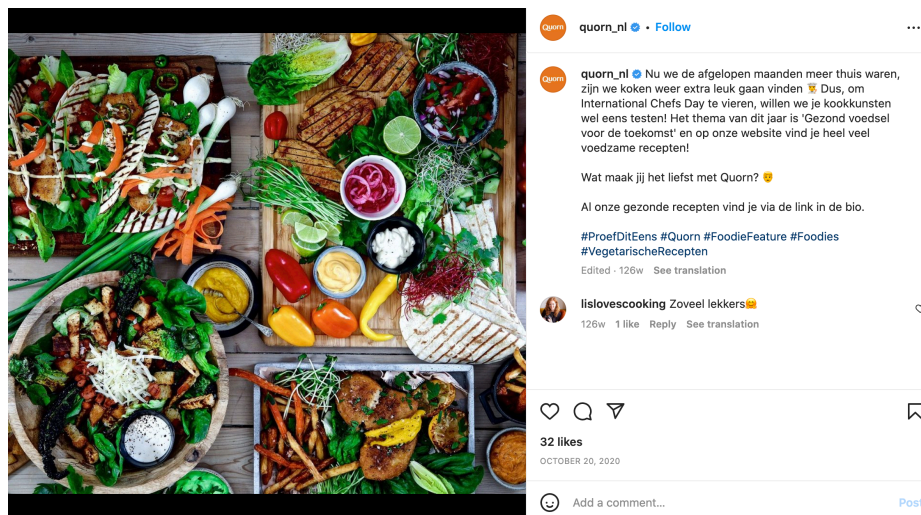 Quorn
quorn_nl • Follow
Quorn
quorn_nl Nu we de afgelopen maanden meer thuis waren,
zijn we koken weer extra leuk gaan vinden 👨‍🍳 Dus, om
International Chefs Day te vieren, willen we je kookkunsten
wel eens testen! Het thema van dit jaar is 'Gezond voedsel
voor de toekomst' en op onze website vind je heel veel
voedzame recepten!
Wat maak jij het liefst met Quorn? 👨‍🍳
Al onze gezonde recepten vind je via de link in de bio.
#ProefDitEens #Quorn #FoodieFeature #Foodies
#VegetarischeRecepten
Edited · 126w See translation
lislovescooking Zoveel lekkers🤗
126w 1 like Reply See translation
32 likes
OCTOBER 20, 2020
Add a comment...
Post